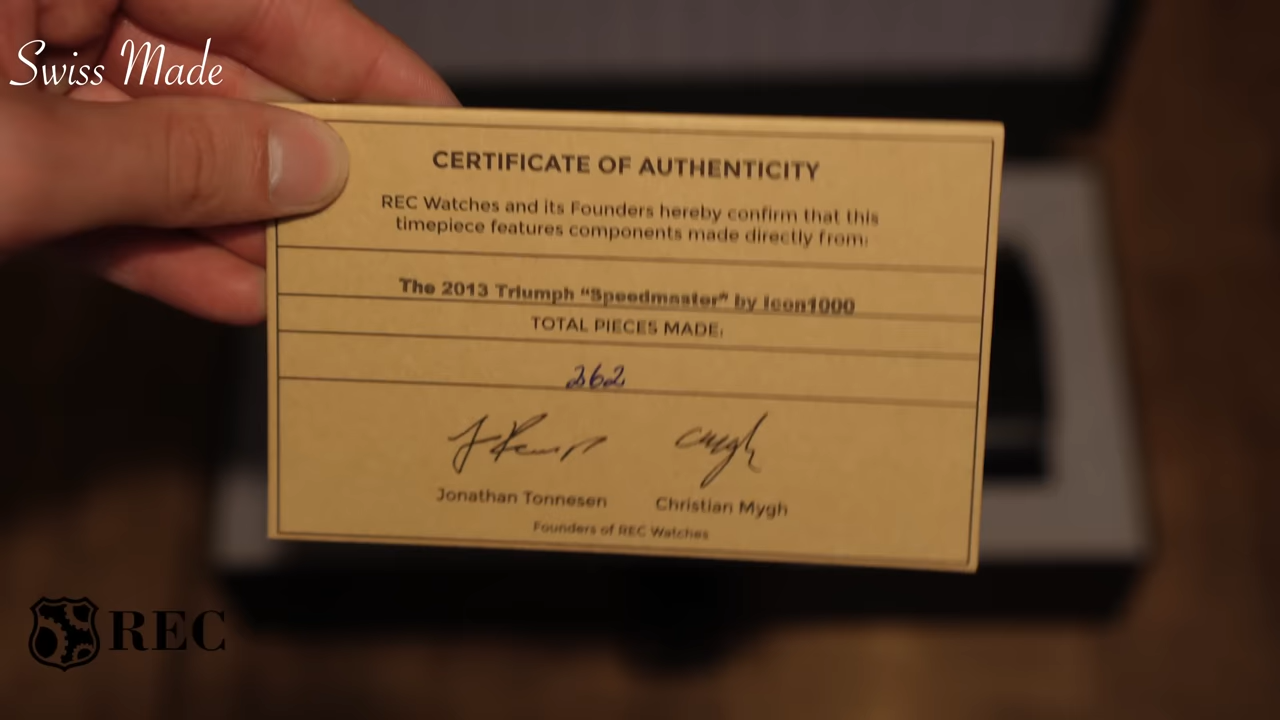 Swiss Made
CERTIFICATE OF AUTHENTICITY
REC Watches and its Founders hereby confirm that this
timepiece features components made directly from:
The 2013 Triumph “Speedmaster” by Icon1000
TOTAL PIECES MADE:
262
Jonathan Tonnesen
Christian Mygh
Founders of REC Watches
REC